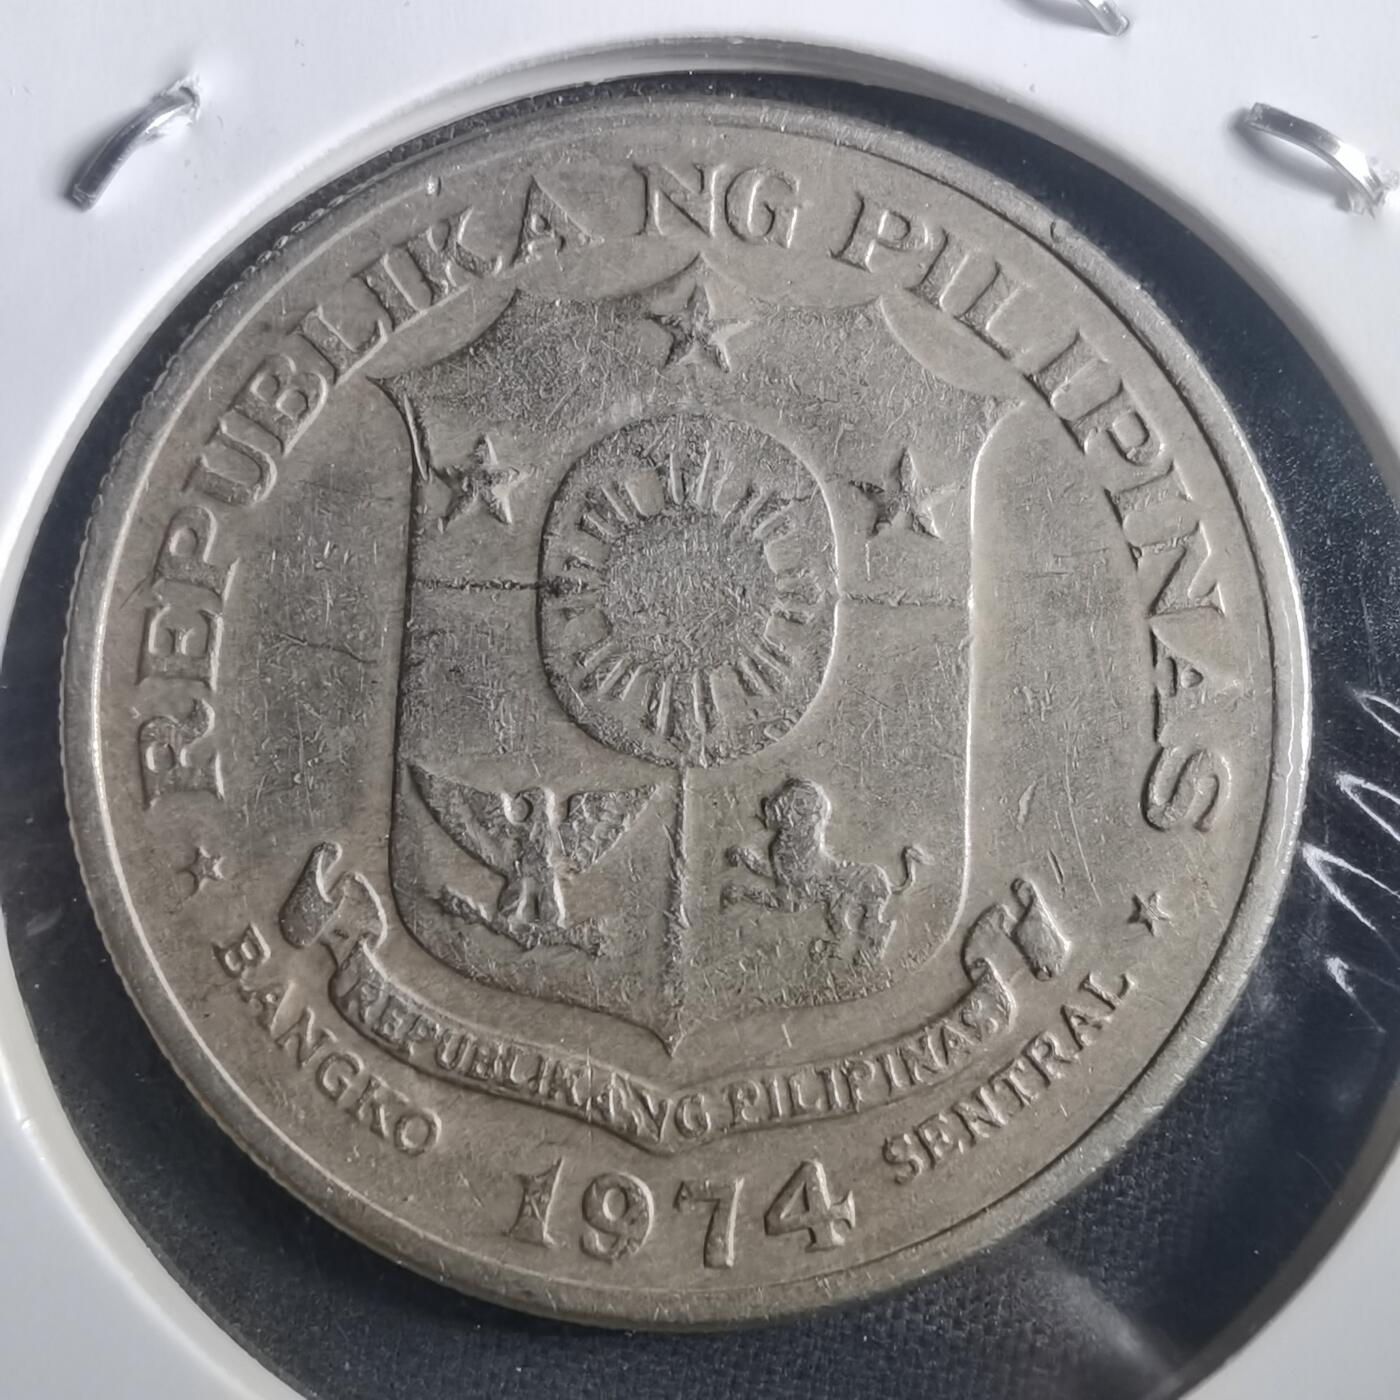 REPUBLIKA NG PILIPINAS
REPUBLIKA NG PILIPINAS
BANGKO SENTRAL
1974